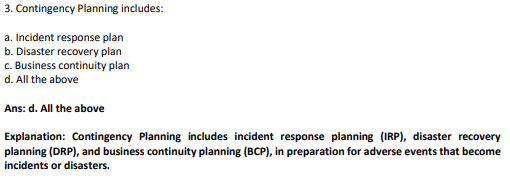 3. Contingency Planning includes:
a. Incident response plan
b. Disaster recovery plan
c. Business continuity plan
d. All the above
Ans: d. All the above
Explanation: Contingency Planning includes incident response planning (IRP), disaster recovery
planning (DRP), and business continuity planning (BCP), in preparation for adverse events that become
incidents or disasters.